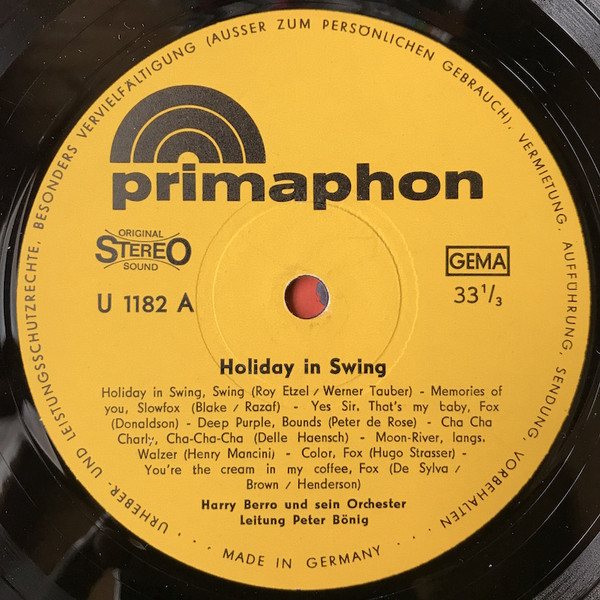 URHEBER- UND LEISTUNGSSCHUTZRECHTE, BESONDERS VERVIELFÄLTIGUNG (AUSSER ZUM PERSÖNLICHEN GEBRAUCH), VERMIETUNG, AUFFÜHRUNG, SENDUNG, VORBEHALTEN
primaphon
ORIGINAL
STEREO
SOUND
GEMA
U 1182 A
33 1/3
Holiday in Swing
Holiday in Swing, Swing (Roy Etzel / Werner Tauber) - Memories of
you, Slowfox (Blake / Razaf) - Yes Sir, That's my baby, Fox
(Donaldson) - Deep Purple, Bounds (Peter de Rose) - Cha Cha
Charly, Cha-Cha-Cha (Delle Haensch) - Moon-River, langs.
Walzer (Henry Mancini) - Color, Fox (Hugo Strasser) -
You're the cream in my coffee, Fox (De Sylva /
Brown / Henderson)
Harry Berro und sein Orchester
Leitung Peter Bönig
... MADE IN GERMANY ...